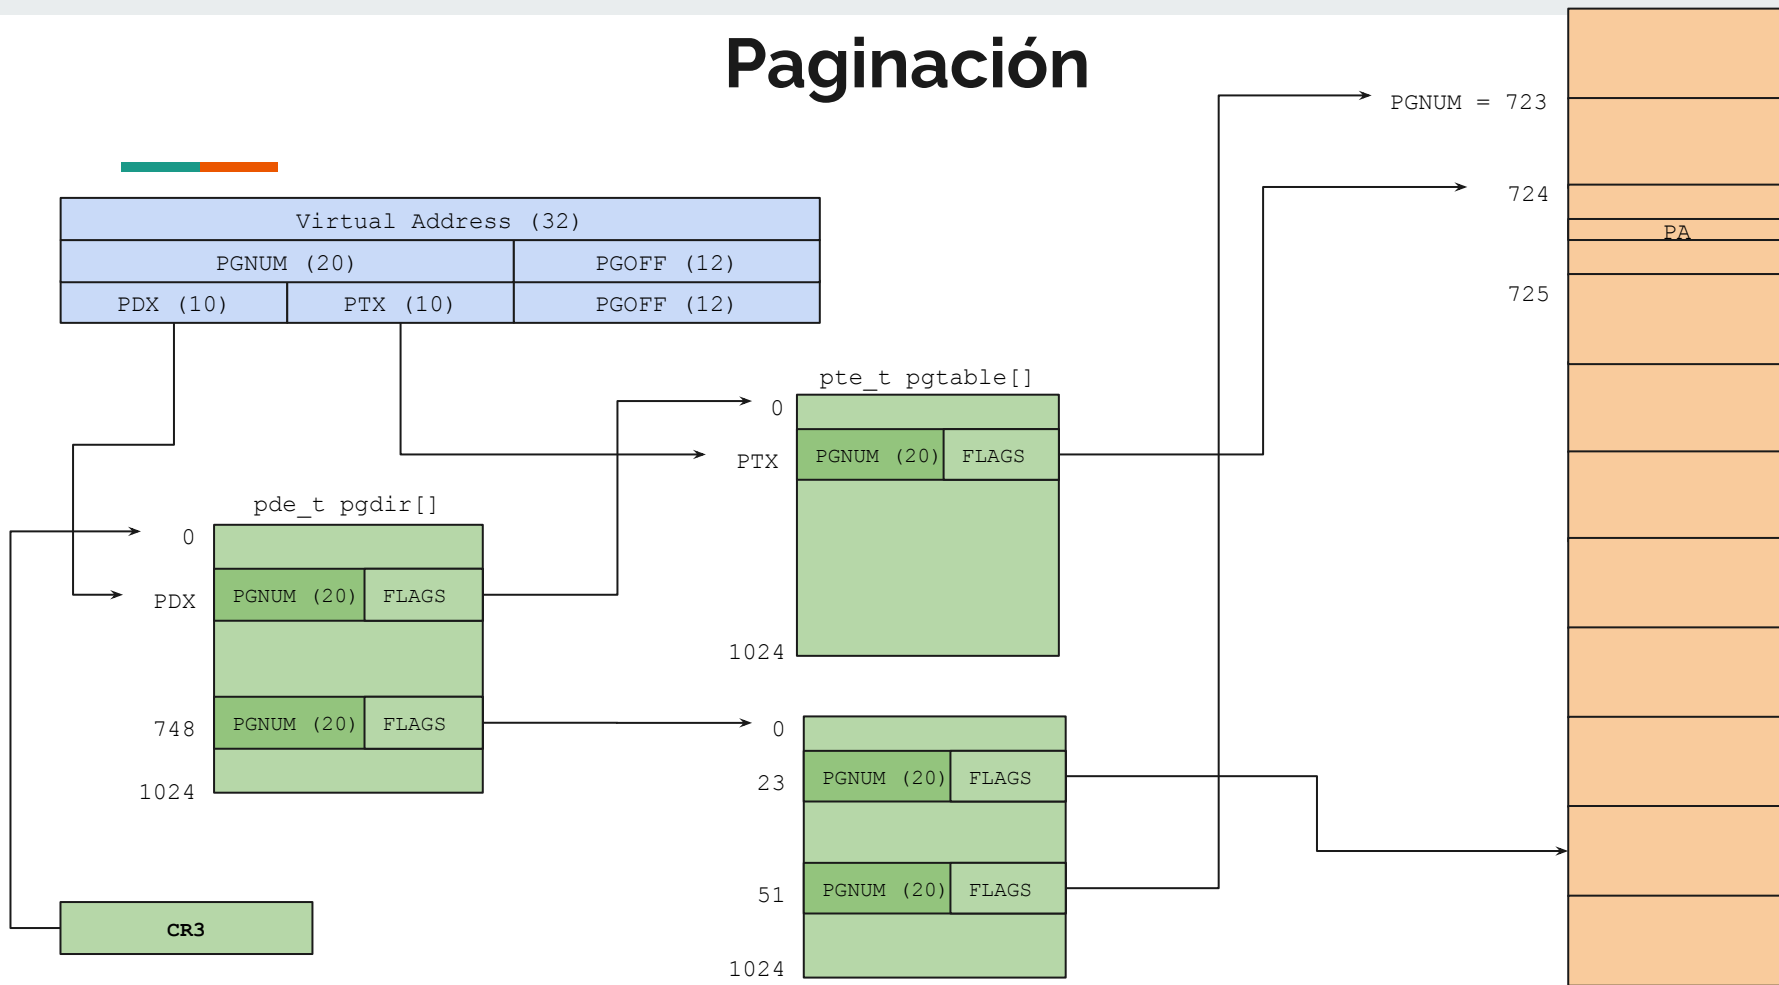 Paginación
PGNUM = 723
724
PA
725
Virtual Address (32)
PGNUM (20) PGOFF (12)
PDX (10) PTX (10) PGOFF (12)
pte_t pgtable[]
0
PTX PGNUM (20) FLAGS
1024
pde_t pgdir[]
0
PDX PGNUM (20) FLAGS
748 PGNUM (20) FLAGS
1024
0
23 PGNUM (20) FLAGS
51 PGNUM (20) FLAGS
1024
CR3